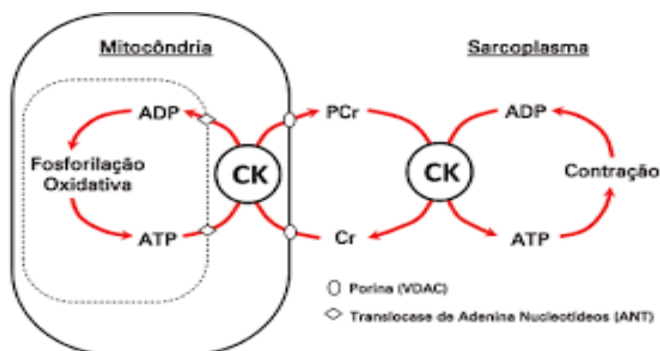 Mitocôndria
Sarcoplasma
ADP
PCr
ADP
Fosforilação
Oxidativa
CK
CK
Contração
ATP
Cr
ATP
Porina (VDAC)
Translocase de Adenina Nucleotídeos (ANT)